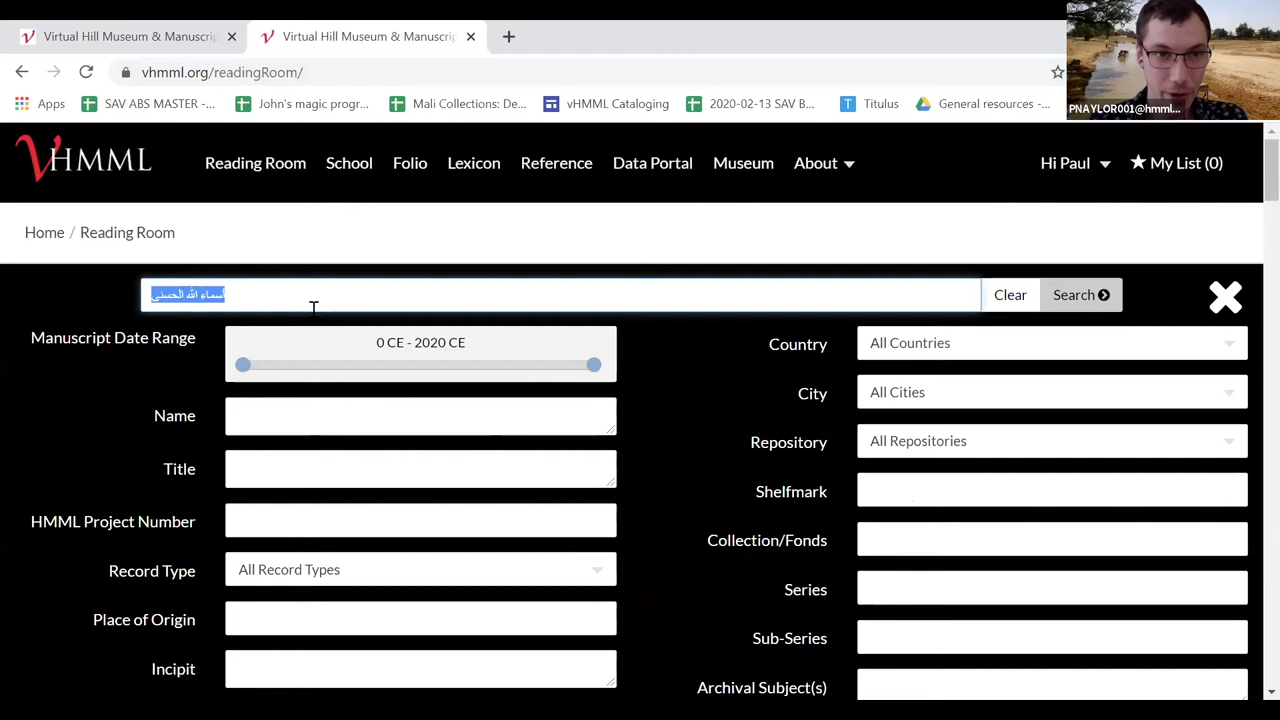 Virtual Hill Museum & Manuscrip
Virtual Hill Museum & Manuscrip
vhmml.org/readingRoom/
Apps
SAV ABS MASTER -...
John's magic progr...
Mali Collections: De...
vHMML Cataloging
2020-02-13 SAV B...
Titulus
General resources -...
PNAYLOR001@hmml...
VHMML
Reading Room
School
Folio
Lexicon
Reference
Data Portal
Museum
About
Hi Paul
My List (0)
Home / Reading Room
أسماء الله الحسنى
Clear
Search
Manuscript Date Range
0 CE - 2020 CE
Country
All Countries
City
All Cities
Name
Repository
All Repositories
Title
Shelfmark
HMML Project Number
Collection/Fonds
Record Type
All Record Types
Series
Place of Origin
Sub-Series
Incipit
Archival Subject(s)